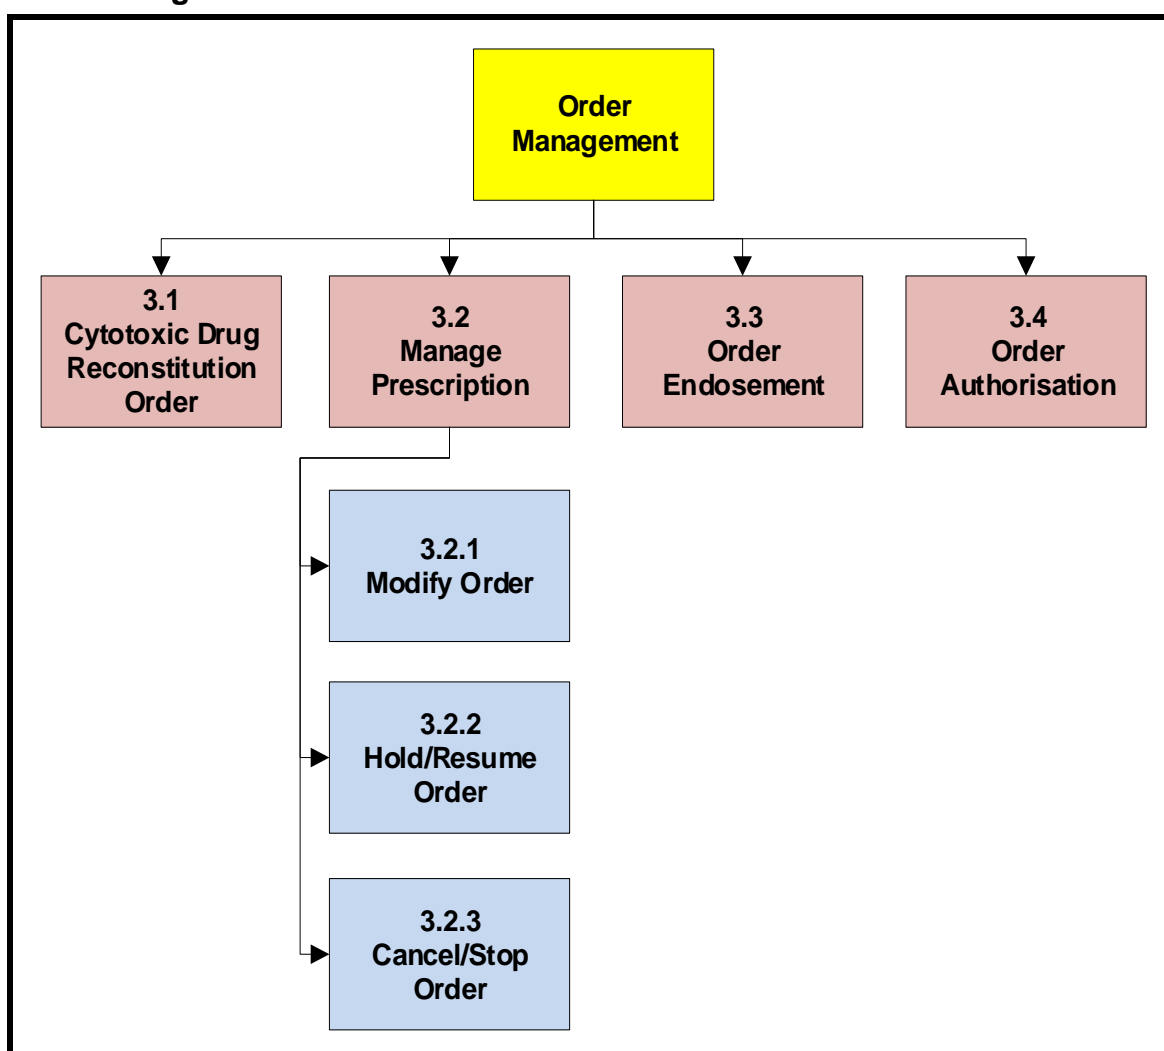 Order
Management
3.1
Cytotoxic Drug
Reconstitution
Order
3.2
Manage
Prescription
3.3
Order
Endosement
3.4
Order
Authorisation
3.2.1
Modify Order
3.2.2
Hold/Resume
Order
3.2.3
Cancel/Stop
Order